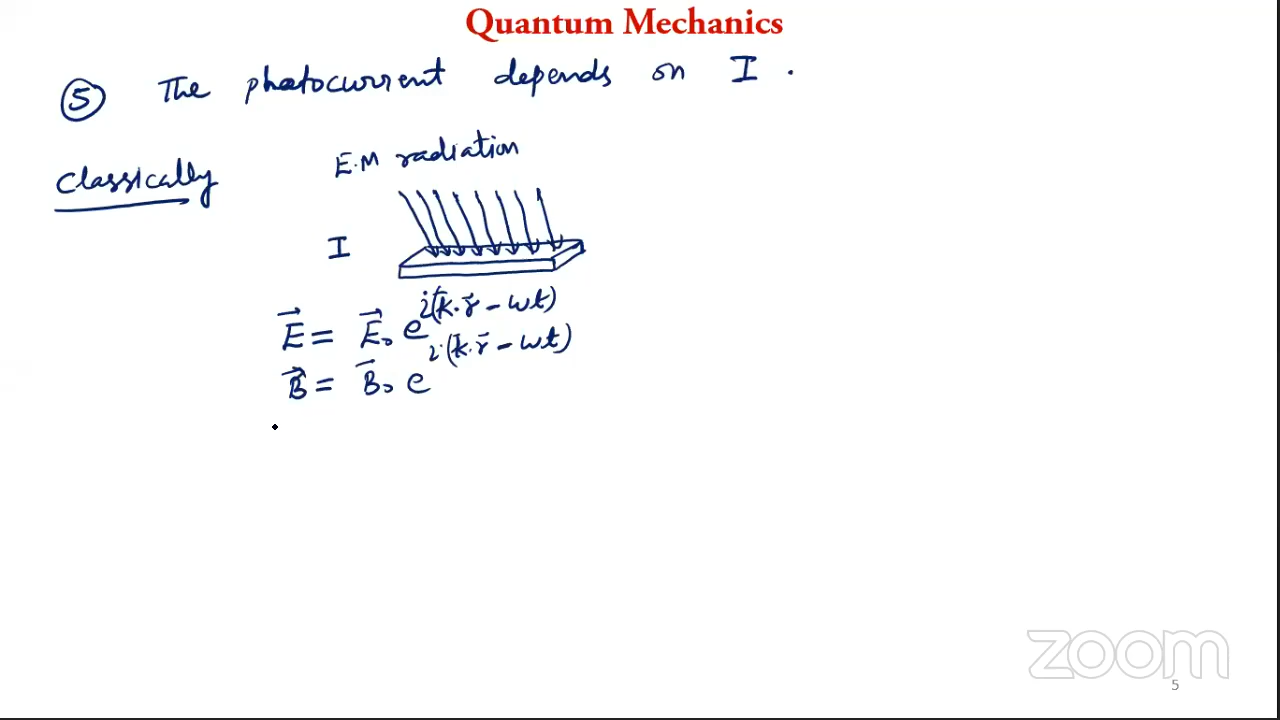 Quantum Mechanics
⑤ The photocurrent depends on I .
Classically
E.M radiation
I
E⃗ = E⃗₀ e^{i(k⃗·r⃗ - ωt)}
B⃗ = B⃗₀ e^{i(k⃗·r⃗ - ωt)}
zoom
5